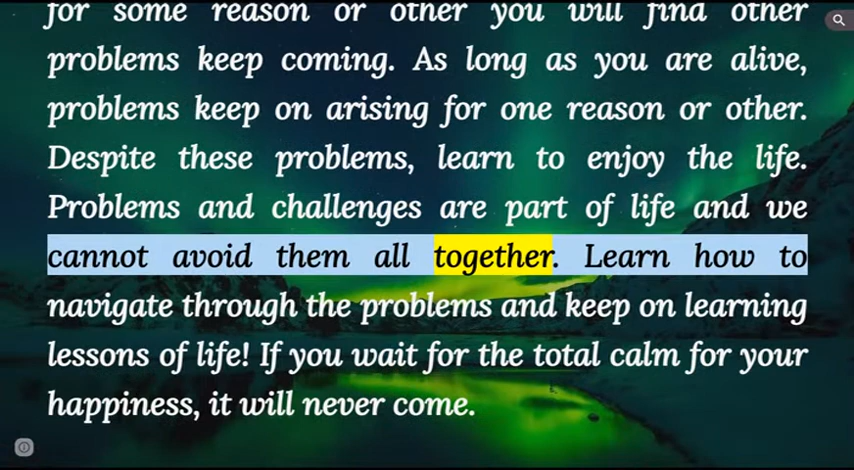 for some reason or other you will find other
problems keep coming. As long as you are alive,
problems keep on arising for one reason or other.
Despite these problems, learn to enjoy the life.
Problems and challenges are part of life and we
cannot avoid them all together. Learn how to
navigate through the problems and keep on learning
lessons of life! If you wait for the total calm for your
happiness, it will never come.